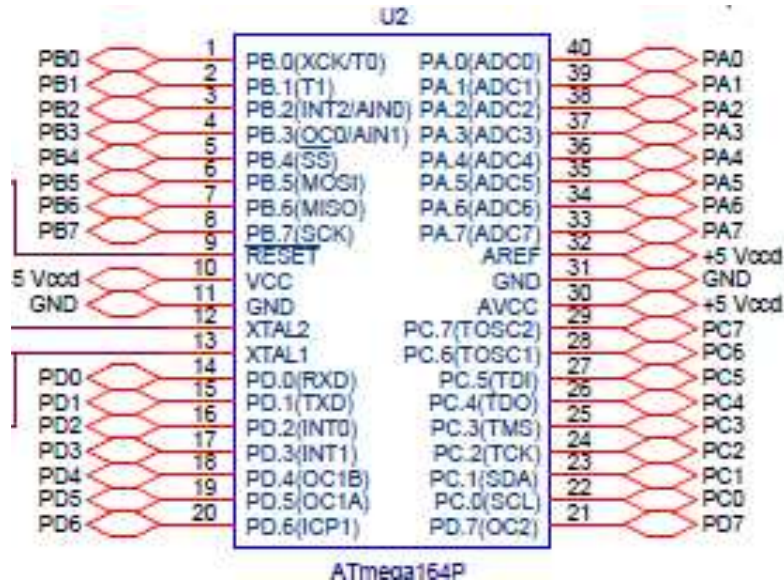 U2
PB0 1 PB.0(XCK/T0) PA.0(ADC0) 40 PA0
PB1 2 PB.1(T1) PA.1(ADC1) 39 PA1
PB2 3 PB.2(INT2/AIN0) PA.2(ADC2) 38 PA2
PB3 4 PB.3(OC0/AIN1) PA.3(ADC3) 37 PA3
PB4 5 PB.4(SS) PA.4(ADC4) 36 PA4
PB5 6 PB.5(MOSI) PA.5(ADC5) 35 PA5
PB6 7 PB.6(MISO) PA.6(ADC6) 34 PA6
PB7 8 PB.7(SCK) PA.7(ADC7) 33 PA7
9 RESET AREF 32 +5 Vccd
5 Vccd 10 VCC GND 31 GND
GND 11 GND AVCC 30 +5 Vccd
12 XTAL2 PC.7(TOSC2) 29 PC7
13 XTAL1 PC.6(TOSC1) 28 PC6
PD0 14 PD.0(RXD) PC.5(TDI) 27 PC5
PD1 15 PD.1(TXD) PC.4(TDO) 26 PC4
PD2 16 PD.2(INT0) PC.3(TMS) 25 PC3
PD3 17 PD.3(INT1) PC.2(TCK) 24 PC2
PD4 18 PD.4(OC1B) PC.1(SDA) 23 PC1
PD5 19 PD.5(OC1A) PC.0(SCL) 22 PC0
PD6 20 PD.6(ICP1) PD.7(OC2) 21 PD7
ATmega164P